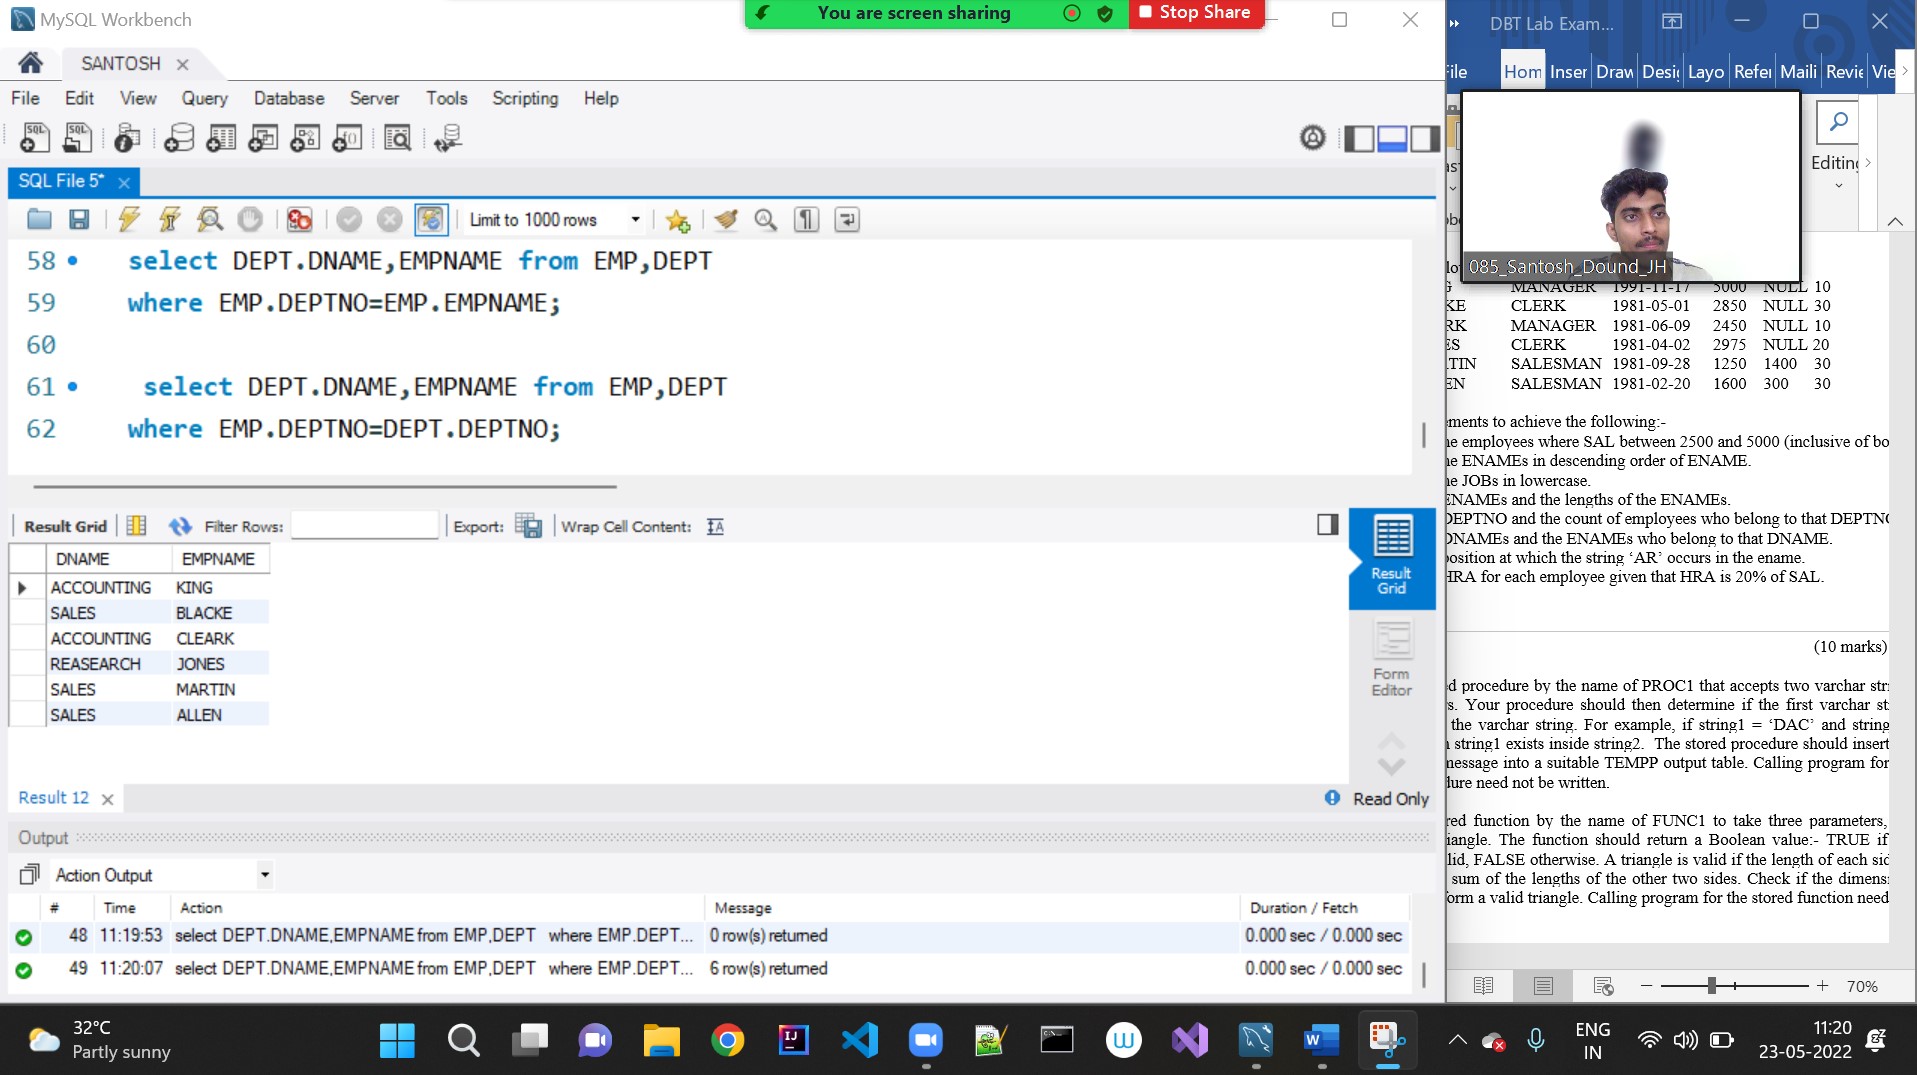 MySQL Workbench
You are screen sharing
Stop Share
SANTOSH
File Edit View Query Database Server Tools Scripting Help
SQL File 5*
Limit to 1000 rows
58 select DEPT.DNAME,EMPNAME from EMP,DEPT
59 where EMP.DEPTNO=EMP.EMPNAME;
60
61 select DEPT.DNAME,EMPNAME from EMP,DEPT
62 where EMP.DEPTNO=DEPT.DEPTNO;
Result Grid Filter Rows: Export: Wrap Cell Content:
DNAME EMPNAME
ACCOUNTING KING
SALES BLACKE
ACCOUNTING CLEARK
REASEARCH JONES
SALES MARTIN
SALES ALLEN
Result Grid
Form Editor
Result 12
Read Only
Output
Action Output
# Time Action Message Duration / Fetch
48 11:19:53 select DEPT.DNAME,EMPNAME from EMP,DEPT where EMP.DEPT... 0 row(s) returned 0.000 sec / 0.000 sec
49 11:20:07 select DEPT.DNAME,EMPNAME from EMP,DEPT where EMP.DEPT... 6 row(s) returned 0.000 sec / 0.000 sec
DBT Lab Exam...
ile Hom Inser Draw Desig Layo Refer Maili Revie Vie
Editing
085_Santosh_Dound_JH
G MANAGER 1991-11-17 5000 NULL 10
KE CLERK 1981-05-01 2850 NULL 30
RK MANAGER 1981-06-09 2450 NULL 10
ES CLERK 1981-04-02 2975 NULL 20
TIN SALESMAN 1981-09-28 1250 1400 30
EN SALESMAN 1981-02-20 1600 300 30
ements to achieve the following:-
e employees where SAL between 2500 and 5000 (inclusive of bo
e ENAMEs in descending order of ENAME.
e JOBs in lowercase.
ENAMEs and the lengths of the ENAMEs.
DEPTNO and the count of employees who belong to that DEPTNO
DNAMEs and the ENAMEs who belong to that DNAME.
osition at which the string ‘AR’ occurs in the ename.
HRA for each employee given that HRA is 20% of SAL.
(10 marks)
d procedure by the name of PROC1 that accepts two varchar str
s. Your procedure should then determine if the first varchar st
the varchar string. For example, if string1 = ‘DAC’ and string
string1 exists inside string2. The stored procedure should insert
essage into a suitable TEMPP output table. Calling program for
ure need not be written.
red function by the name of FUNC1 to take three parameters,
iangle. The function should return a Boolean value:- TRUE if
lid, FALSE otherwise. A triangle is valid if the length of each sid
sum of the lengths of the other two sides. Check if the dimens
orm a valid triangle. Calling program for the stored function need
70%
32°C
Partly sunny
ENG
IN
11:20
23-05-2022